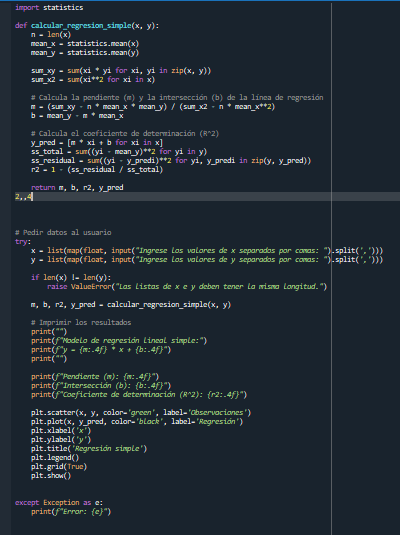 import statistics
def calcular_regresion_simple(x, y):
    n = len(x)
    mean_x = statistics.mean(x)
    mean_y = statistics.mean(y)
    sum_xy = sum(xi * yi for xi, yi in zip(x, y))
    sum_x2 = sum(xi**2 for xi in x)
    # Calcula la pendiente (m) y la intersección (b) de la línea de regresión
    m = (sum_xy - n * mean_x * mean_y) / (sum_x2 - n * mean_x**2)
    b = mean_y - m * mean_x
    # Calcula el coeficiente de determinación (R^2)
    y_pred = [m * xi + b for xi in x]
    ss_total = sum((yi - mean_y)**2 for yi in y)
    ss_residual = sum((yi - y_predi)**2 for yi, y_predi in zip(y, y_pred))
    r2 = 1 - (ss_residual / ss_total)
    return m, b, r2, y_pred
2,,4
# Pedir datos al usuario
try:
    x = list(map(float, input("Ingrese los valores de x separados por comas: ").split(',')))
    y = list(map(float, input("Ingrese los valores de y separados por comas: ").split(',')))
    if len(x) != len(y):
        raise ValueError("Las listas de x e y deben tener la misma longitud.")
    m, b, r2, y_pred = calcular_regresion_simple(x, y)
    # Imprimir los resultados
    print("")
    print(f"Modelo de regresión lineal simple:")
    print(f"y = {m:.4f} * x + {b:.4f}")
    print("")
    print(f"Pendiente (m): {m:.4f}")
    print(f"Intersección (b): {b:.4f}")
    print(f"Coeficiente de determinación (R^2): {r2:.4f}")
    plt.scatter(x, y, color='green', label='Observaciones')
    plt.plot(x, y_pred, color='black', label='Regresión')
    plt.xlabel('x')
    plt.ylabel('y')
    plt.title('Regresión simple')
    plt.legend()
    plt.grid(True)
    plt.show()
except Exception as e:
    print(f"Error: {e}")